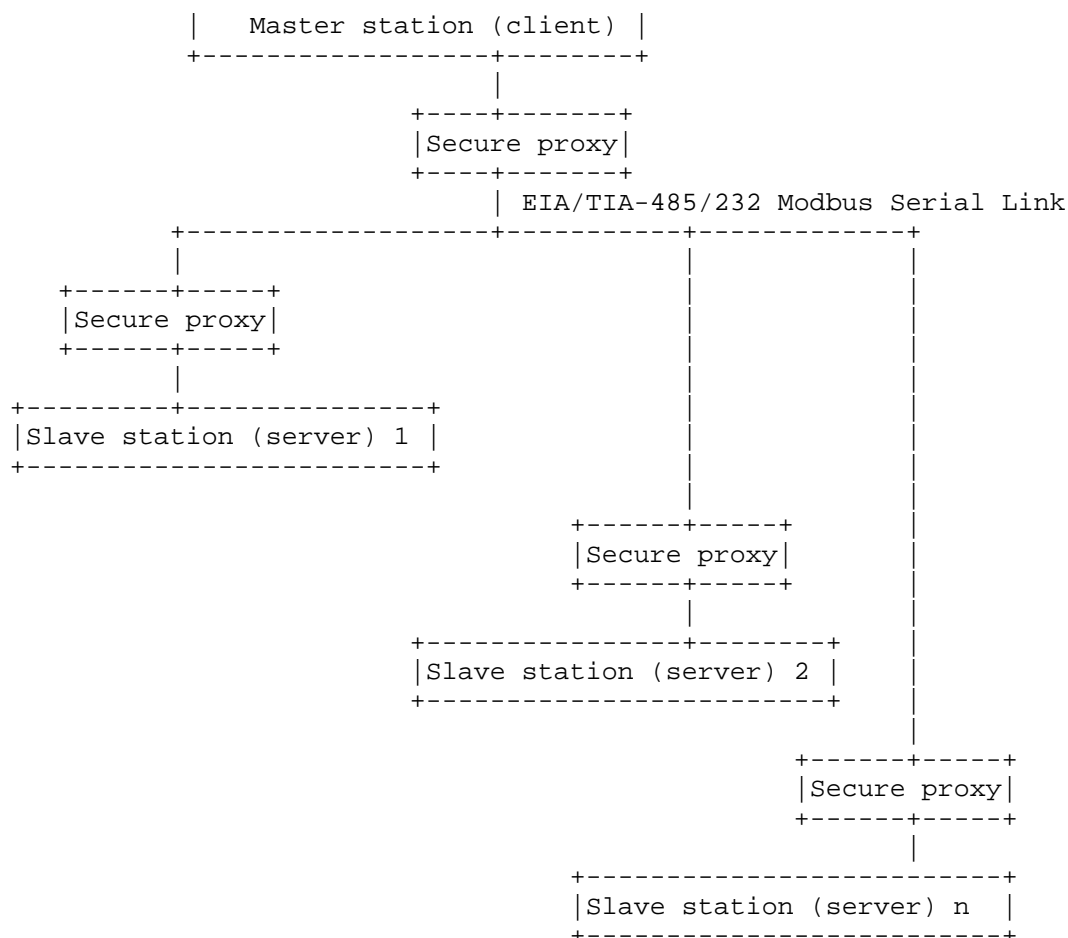 Master station (client)
Secure proxy
EIA/TIA-485/232 Modbus Serial Link
Secure proxy
Slave station (server) 1
Secure proxy
Slave station (server) 2
Secure proxy
Slave station (server) n